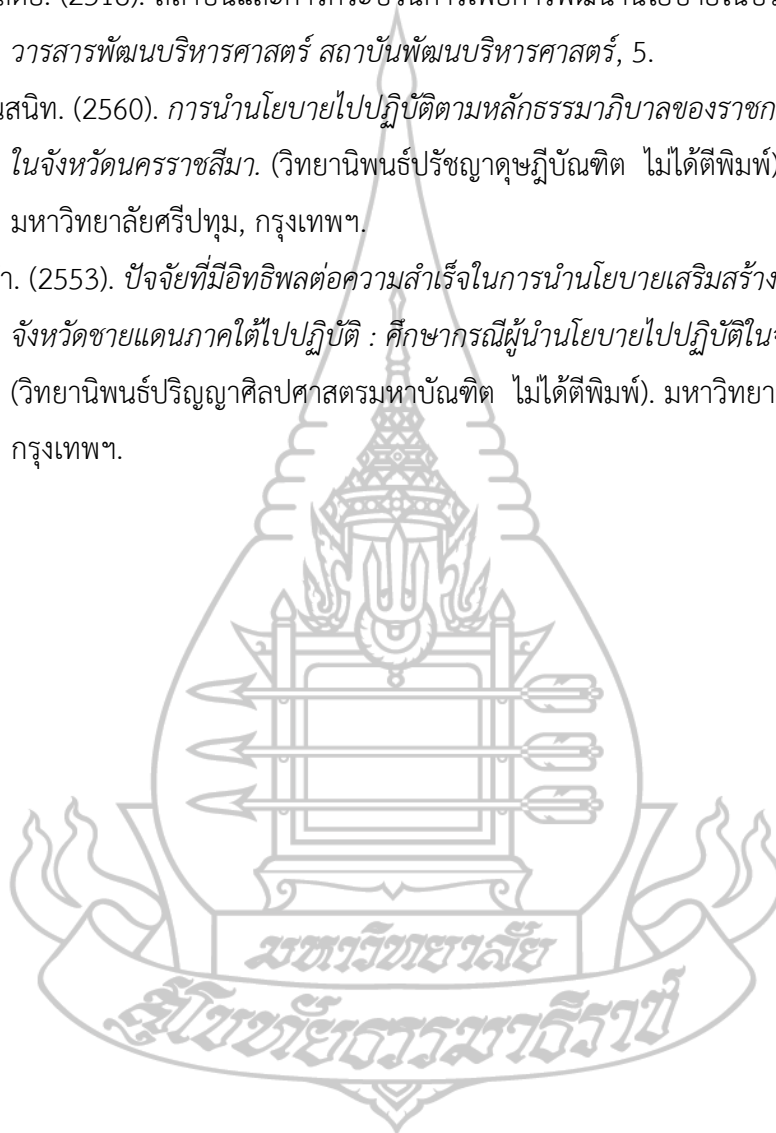 วารสารพัฒนบริหารศาสตร์ สถาบันพัฒนบริหารศาสตร์, 5.
นสนิท. (2560). การนำนโยบายไปปฏิบัติตามหลักธรรมาภิบาลของราชก
ในจังหวัดนครราชสีมา. (วิทยานิพนธ์ปรัชญาดุษฎีบัณฑิต ไม่ได้ตีพิมพ์)
มหาวิทยาลัยศรีปทุม, กรุงเทพฯ.
า. (2553). ปัจจัยที่มีอิทธิพลต่อความสำเร็จในการนำนโยบายเสริมสร้าง
จังหวัดชายแดนภาคใต้ไปปฏิบัติ : ศึกษากรณีผู้นำนโยบายไปปฏิบัติในจ
(วิทยานิพนธ์ปริญญาศิลปศาสตรมหาบัณฑิต ไม่ได้ตีพิมพ์). มหาวิทยา
กรุงเทพฯ.
มหาวิทยาลัย
สุโขทัยธรรมาธิราช